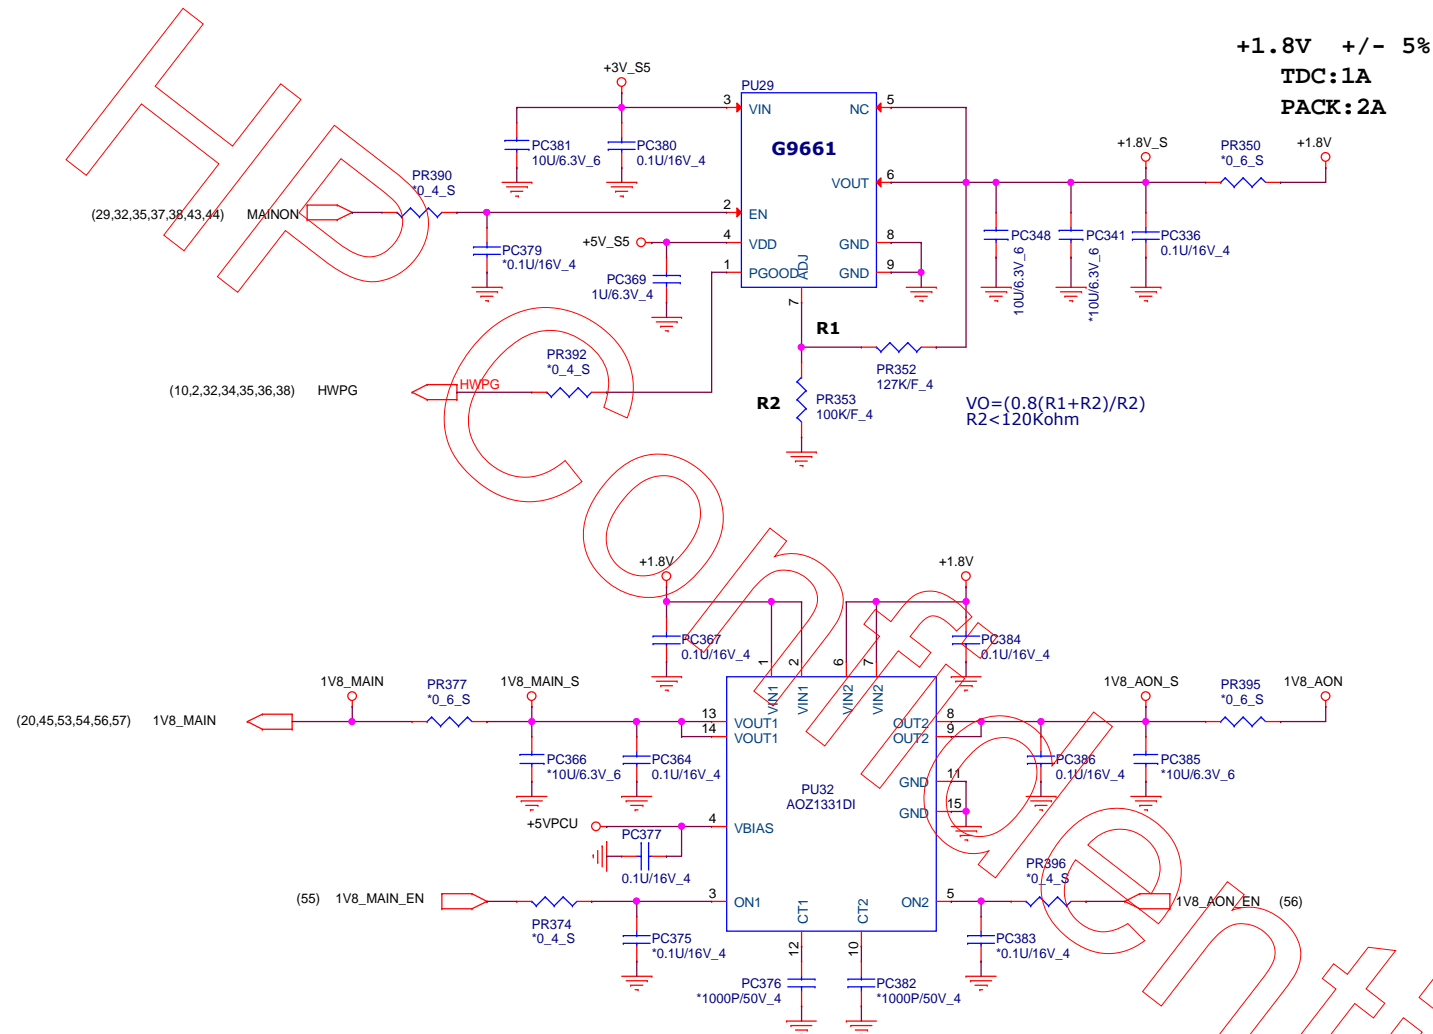 +1.8V +/- 5%
TDC:1A
PACK:2A
+3V_S5
PU29
3 VIN
NC 5
G9661
PC381
10U/6.3V_6
PC380
0.1U/16V_4
+1.8V_S
PR350
*0_6_S
+1.8V
VOUT 6
PR390
*0_4_S
(29,32,35,37,38,43,44) MAINON
2 EN
PC379
*0.1U/16V_4
+5V_S5
4 VDD
GND 8
1 PGOOD
GND 9
ADJ
7
PC369
1U/6.3V_4
PC348
10U/6.3V_6
PC341
*10U/6.3V_6
PC336
0.1U/16V_4
R1
PR352
127K/F_4
PR392
*0_4_S
(10,2,32,34,35,36,38) HWPG
HWPG
R2
PR353
100K/F_4
VO=(0.8(R1+R2)/R2)
R2<120Kohm
+1.8V
+1.8V
PC367
0.1U/16V_4
PC384
0.1U/16V_4
1
2
6
7
VIN1
VIN1
VIN2
VIN2
1V8_MAIN
PR377
*0_6_S
1V8_MAIN_S
1V8_AON_S
PR395
*0_6_S
1V8_AON
(20,45,53,54,56,57) 1V8_MAIN
13 VOUT1
14 VOUT1
OUT2 8
OUT2 9
PC366
*10U/6.3V_6
PC364
0.1U/16V_4
PC386
0.1U/16V_4
PC385
*10U/6.3V_6
PU32
AOZ1331DI
GND 11
GND 15
+5VPCU
4 VBIAS
PC377
0.1U/16V_4
(55) 1V8_MAIN_EN
PR374
*0_4_S
3 ON1
ON2 5
PR396
*0_4_S
1V8_AON_EN (56)
PC375
*0.1U/16V_4
PC383
*0.1U/16V_4
CT1
CT2
12
10
PC376
*1000P/50V_4
PC382
*1000P/50V_4
HP Confidenti